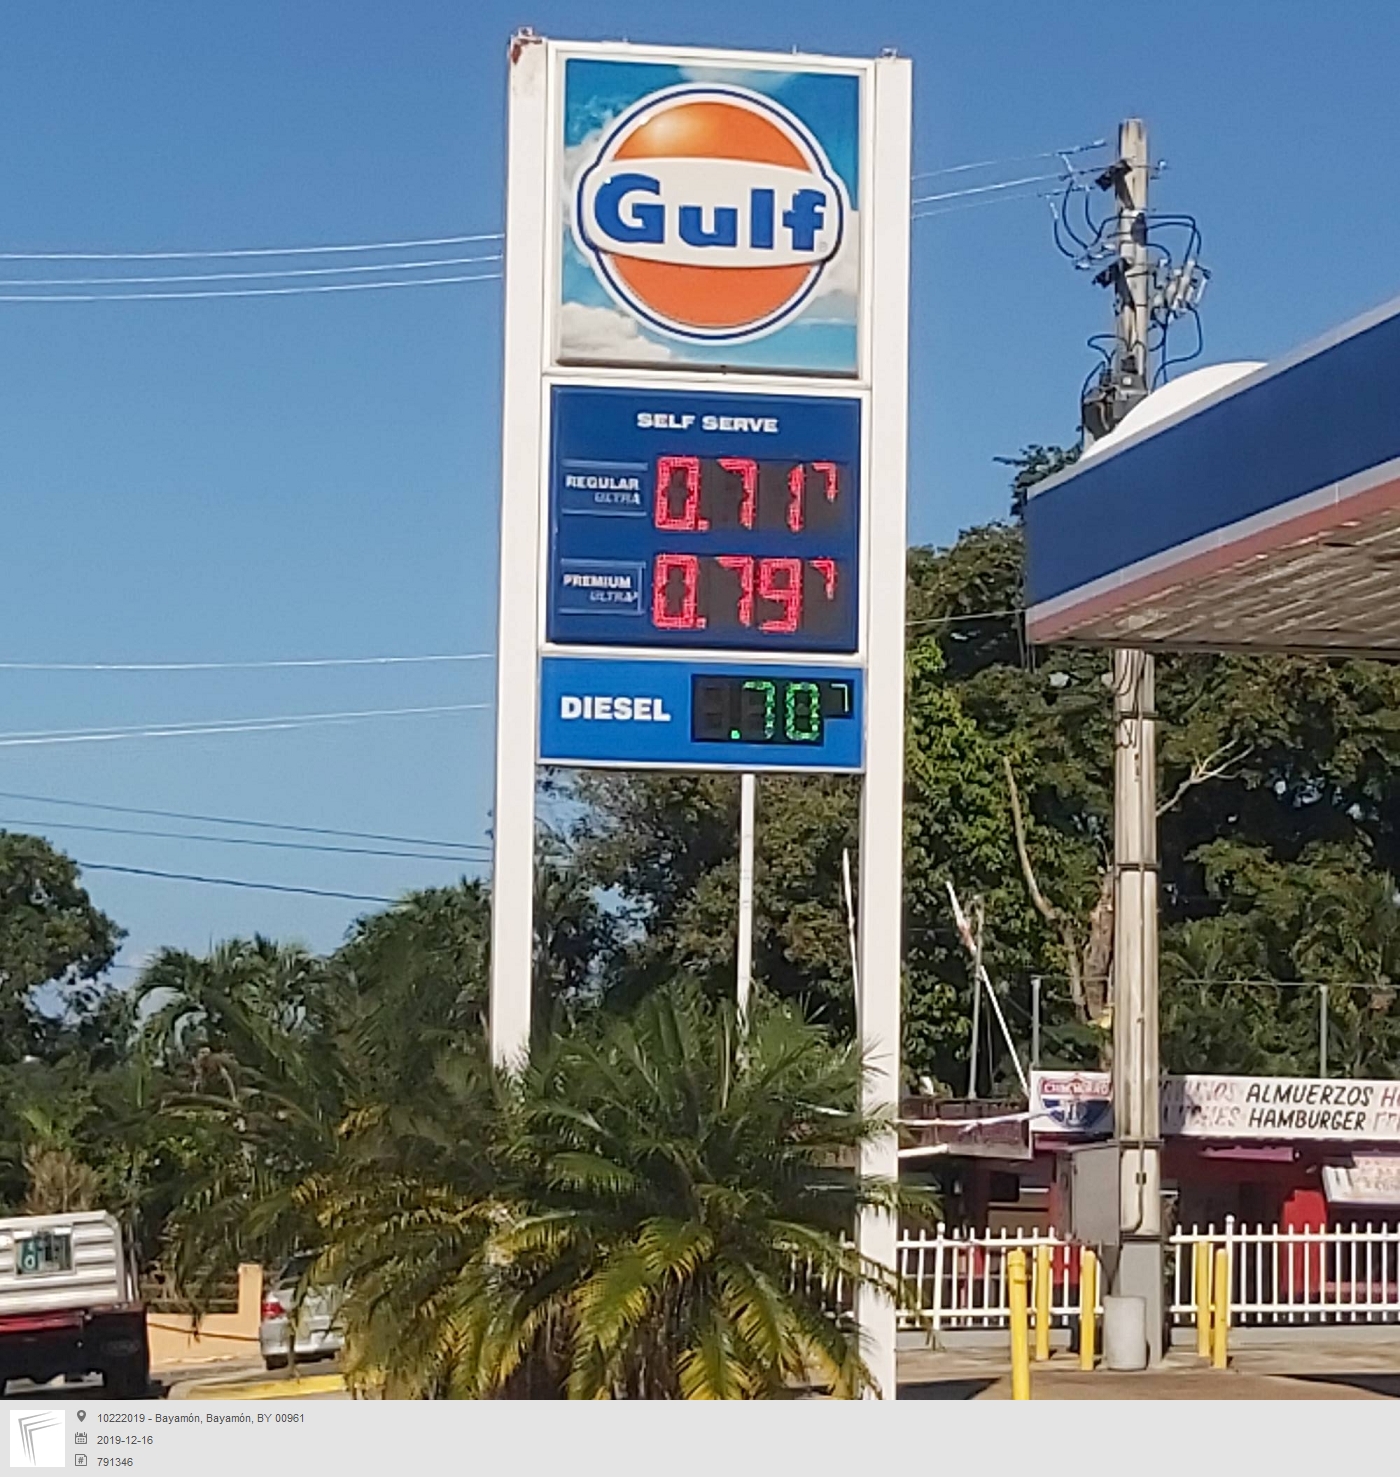 Gulf
SELF SERVE
REGULAR
ULTRA
0.71 7
PREMIUM
ULTRA³
0.79 7
DIESEL
.70 7
ALMUERZOS
HAMBURGER
10222019 - Bayamón, Bayamón, BY 00961
2019-12-16
791346